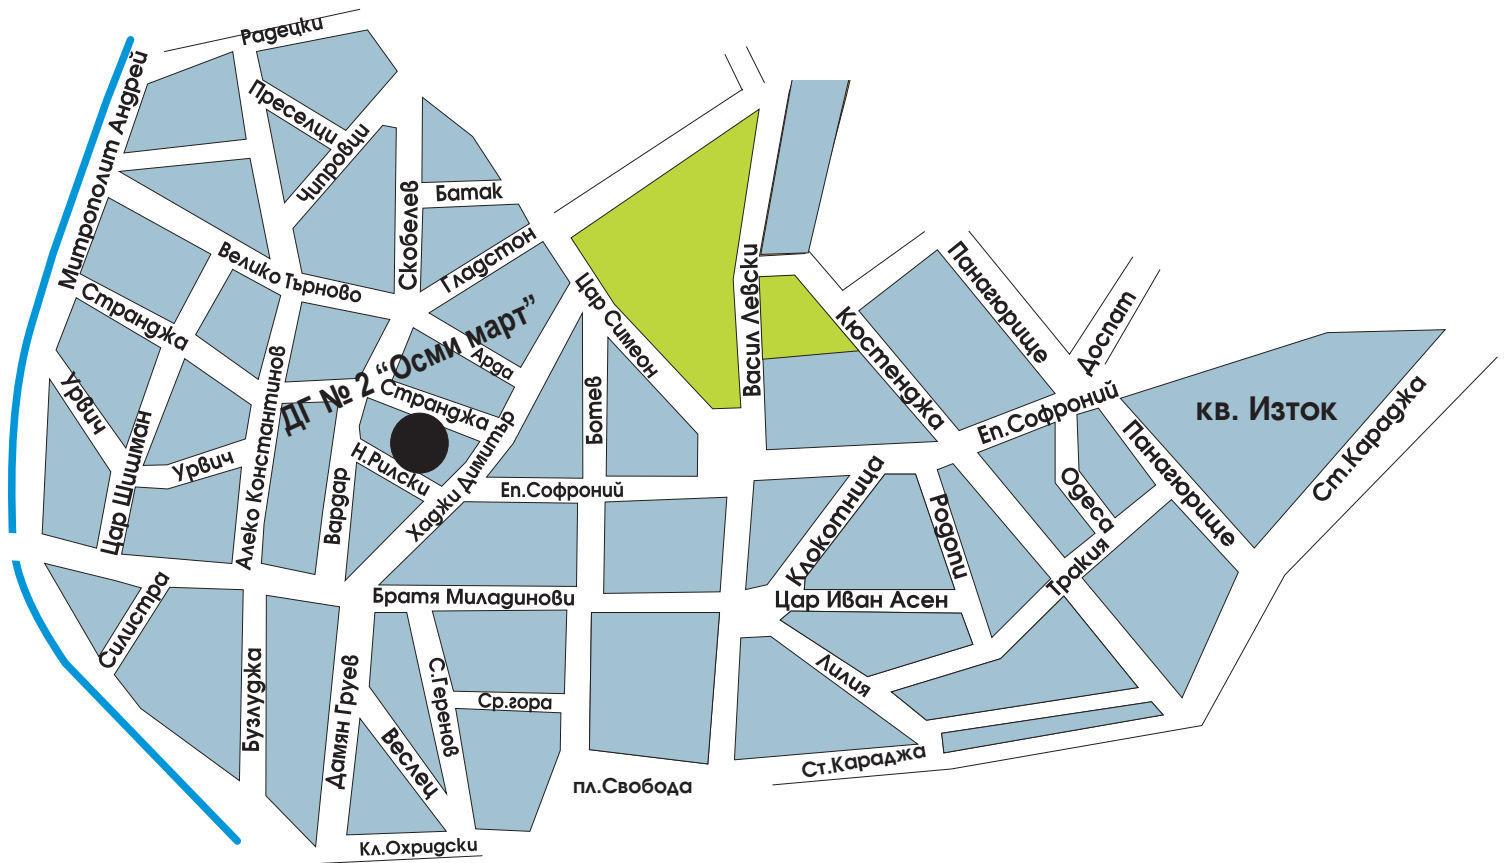 Радецки
Митрополит Андрей
Преселци
Чипровци
Скобелев
Батак
Гладстон
Велико Търново
Странджа
Цар Симеон
Васил Левски
Кюстенджа
Панагюрище
Доспат
ДГ № 2 “Осми март”
Арда
Странджа
Урвич
Цар Шишман
Урвич
Алеко Константинов
Вардар
Н.Рилски
Хаджи Димитър
Ботев
Еп.Софроний
Еп.Софроний
кв. Изток
Ст.Караджа
Панагюрище
Одеса
Тракия
Родопи
Клокотница
Цар Иван Асен
Братя Миладинови
Силистра
Бузлуджа
Дамян Груев
С.Геренов
Ср.гора
Веслец
Лилия
Ст.Караджа
пл.Свобода
Кл.Охридски